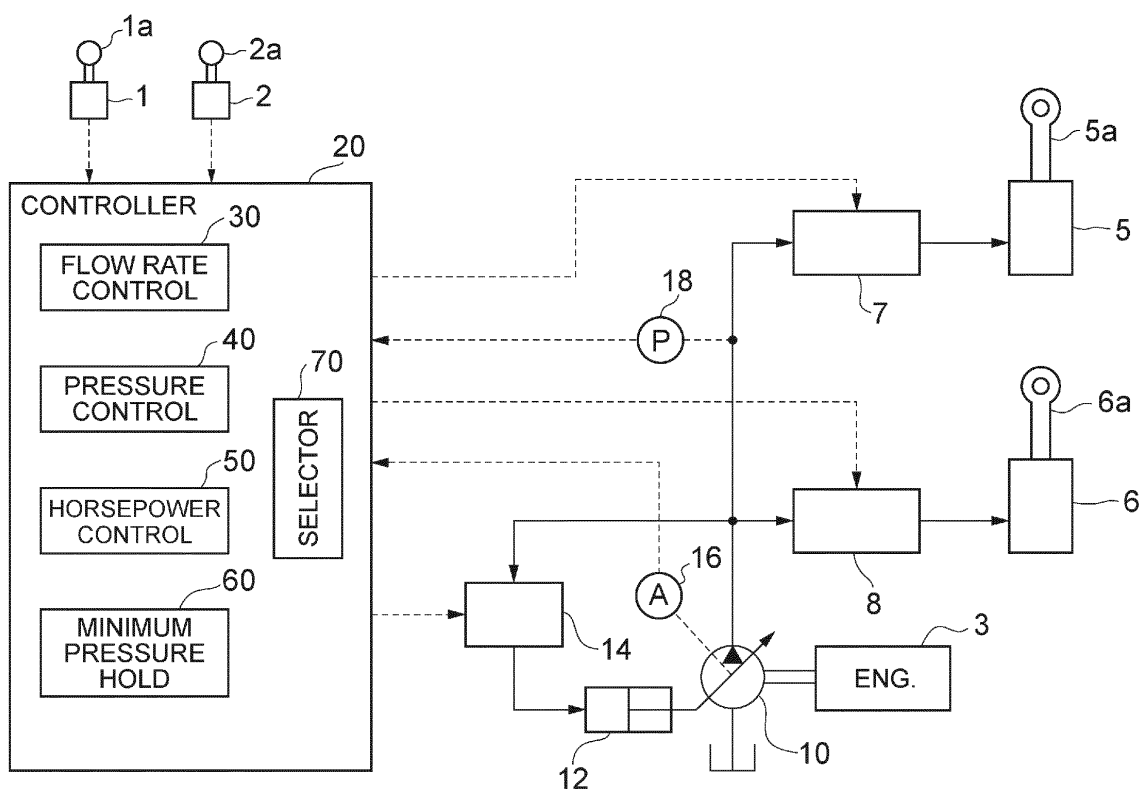 1a
2a
1
2
20
5a
CONTROLLER
30
5
FLOW RATE
CONTROL
18
7
P
40
70
PRESSURE
CONTROL
6a
SELECTOR
50
6
HORSEPOWER
CONTROL
16
8
60
A
3
MINIMUM
PRESSURE
HOLD
14
ENG.
12
10